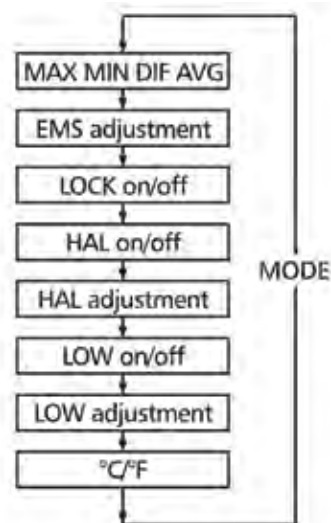 MAX MIN DIF AVG
EMS adjustment
LOCK on/off
HAL on/off
MODE
HAL adjustment
LOW on/off
LOW adjustment
°C/°F